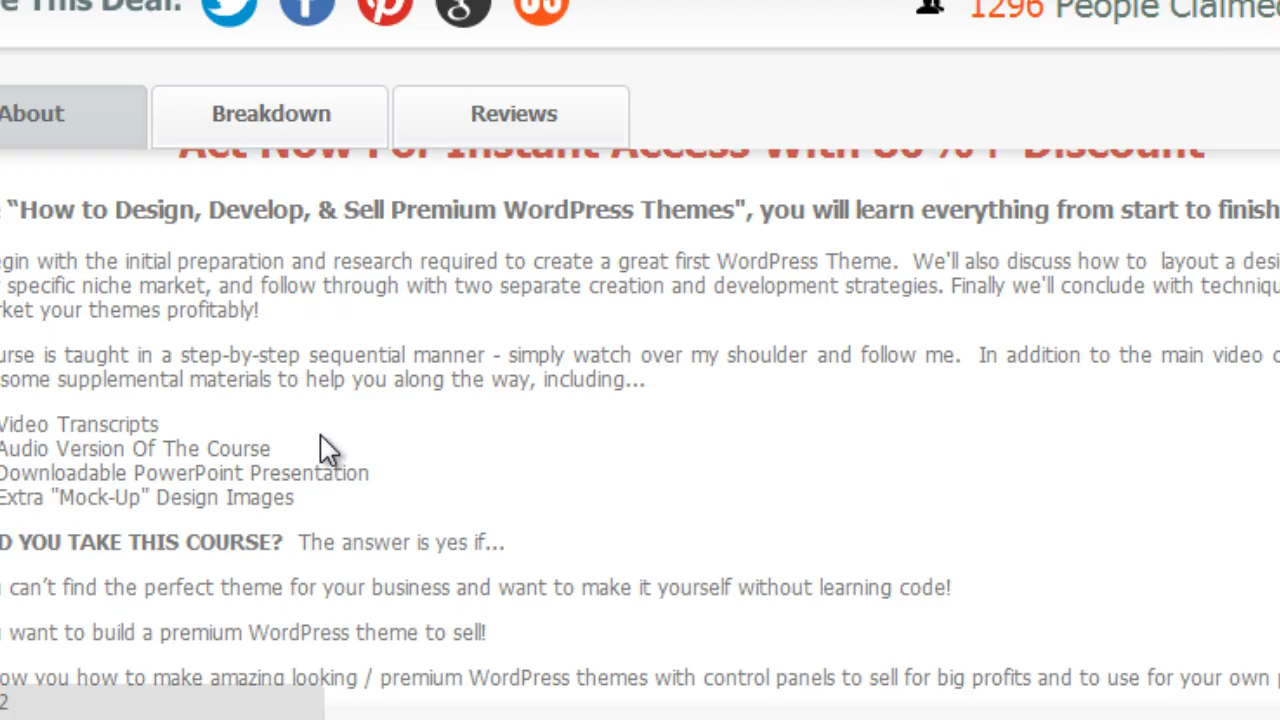 This Deal:
1296 People Claimed
About Breakdown Reviews
Act Now For Instant Access With 80%+ Discount
"How to Design, Develop, & Sell Premium WordPress Themes", you will learn everything from start to finish
egin with the initial preparation and research required to create a great first WordPress Theme. We'll also discuss how to layout a desi
specific niche market, and follow through with two separate creation and development strategies. Finally we'll conclude with techniqu
rket your themes profitably!
urse is taught in a step-by-step sequential manner - simply watch over my shoulder and follow me. In addition to the main video c
some supplemental materials to help you along the way, including...
Video Transcripts
Audio Version Of The Course
Downloadable PowerPoint Presentation
Extra "Mock-Up" Design Images
D YOU TAKE THIS COURSE? The answer is yes if...
can't find the perfect theme for your business and want to make it yourself without learning code!
want to build a premium WordPress theme to sell!
ow you how to make amazing looking / premium WordPress themes with control panels to sell for big profits and to use for your own p
2